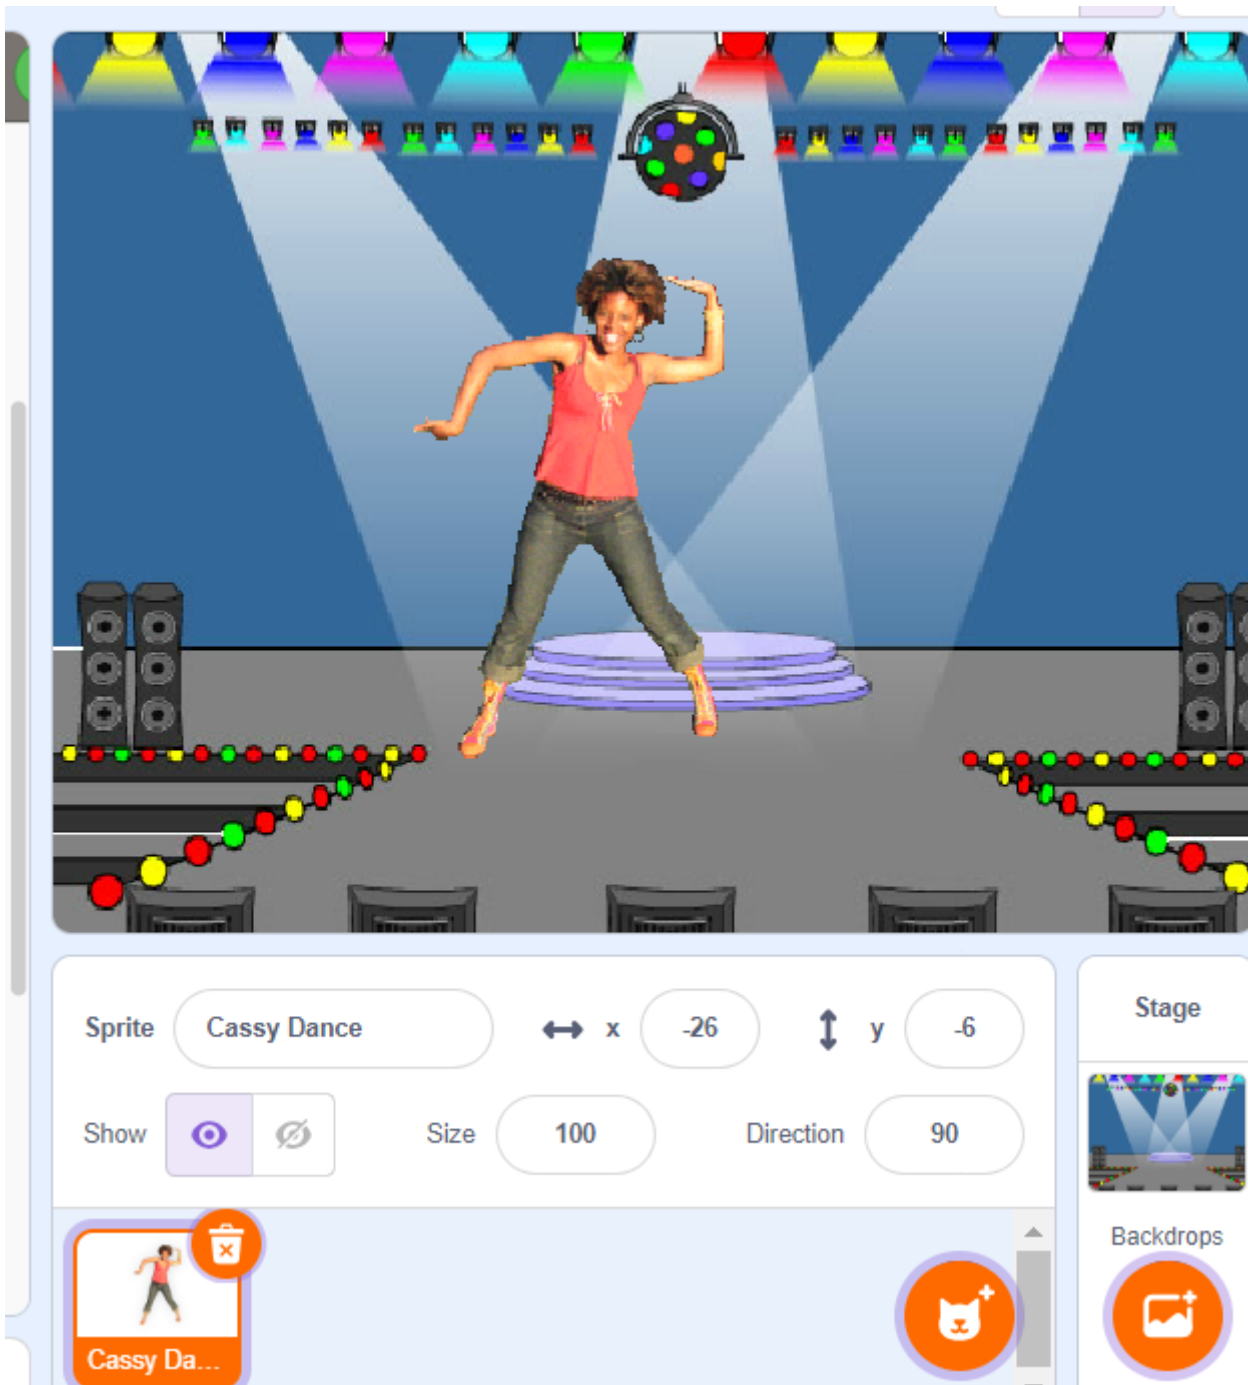 Sprite Cassy Dance x -26 y -6
Show Size 100 Direction 90
Cassy Da...
Stage
Backdrops